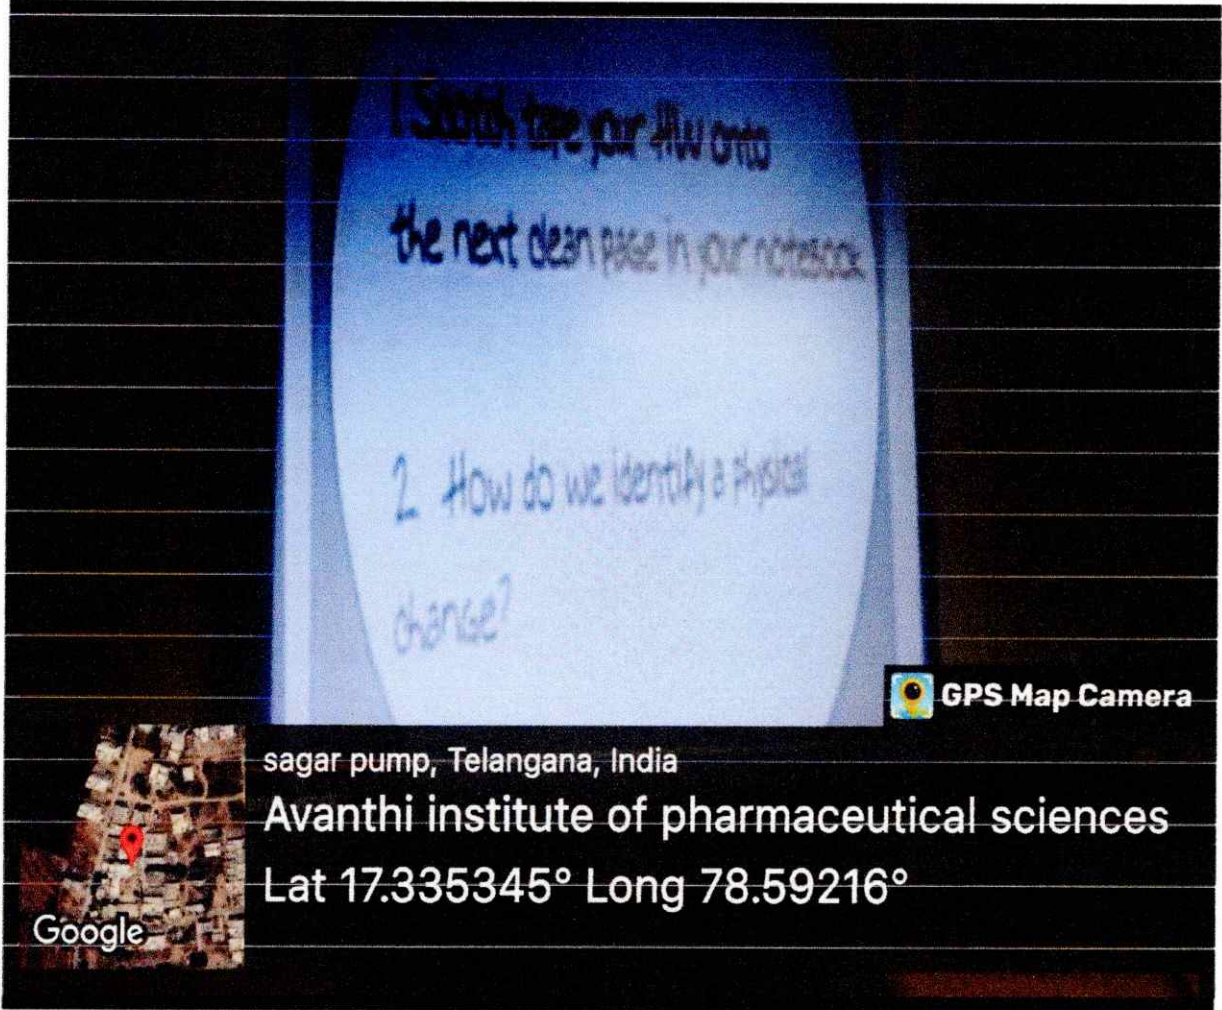 1 Scotch tape your HW onto
the next clean page in your notebook
2 How do we identify a physical
change?
GPS Map Camera
sagar pump, Telangana, India
Avanthi institute of pharmaceutical sciences
Lat 17.335345° Long 78.59216°
Google